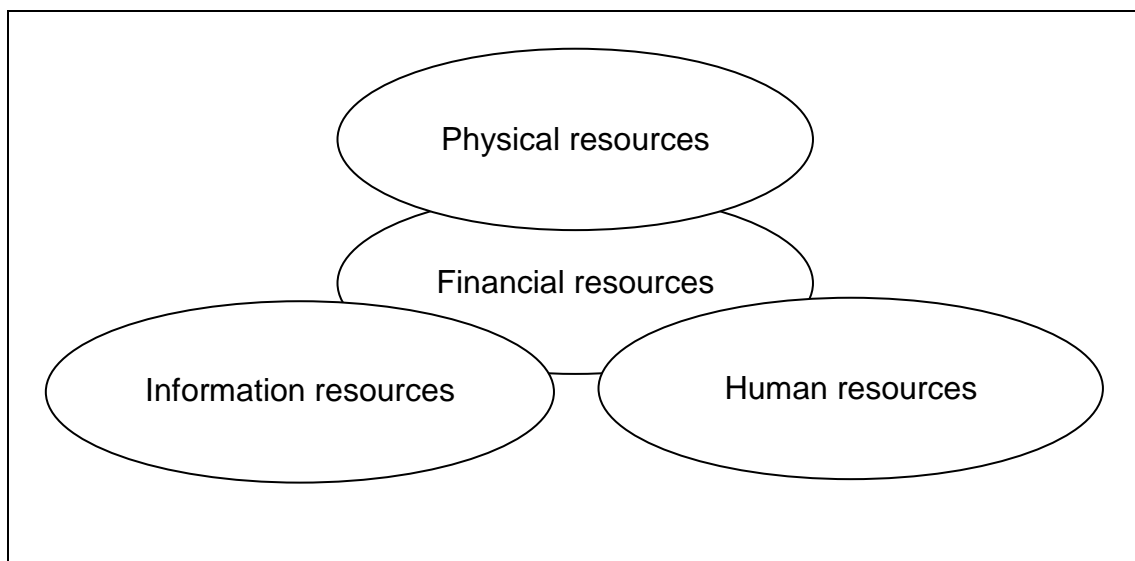 Physical resources
Financial resources
Information resources
Human resources